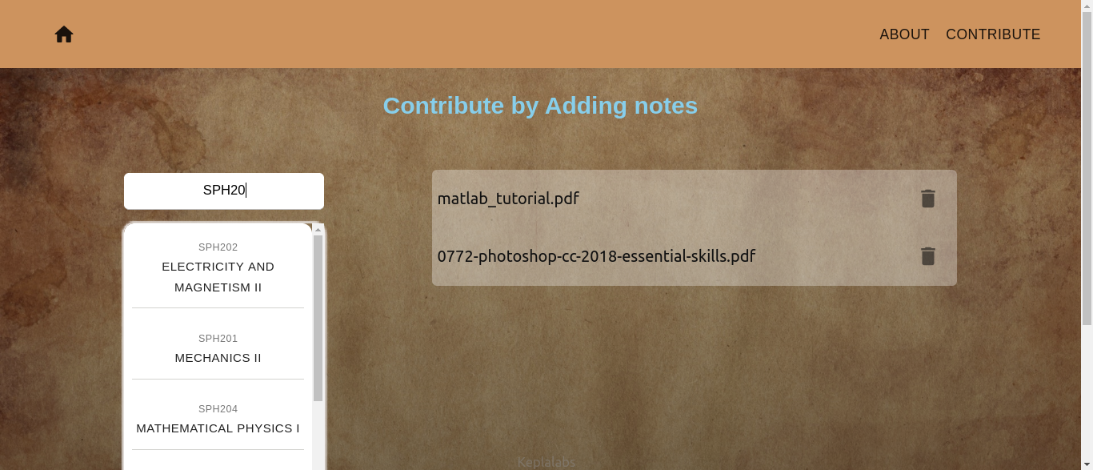 ABOUT CONTRIBUTE
Contribute by Adding notes
SPH20
SPH202
ELECTRICITY AND
MAGNETISM II
SPH201
MECHANICS II
SPH204
MATHEMATICAL PHYSICS I
matlab_tutorial.pdf
0772-photoshop-cc-2018-essential-skills.pdf
Kepialabs